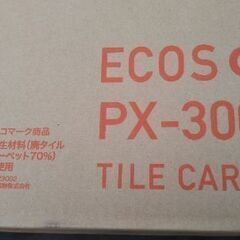 ECOS
PX-300
TILE CAR
コマーク商品
生材料(廃タイル
ーペット70%)
使用